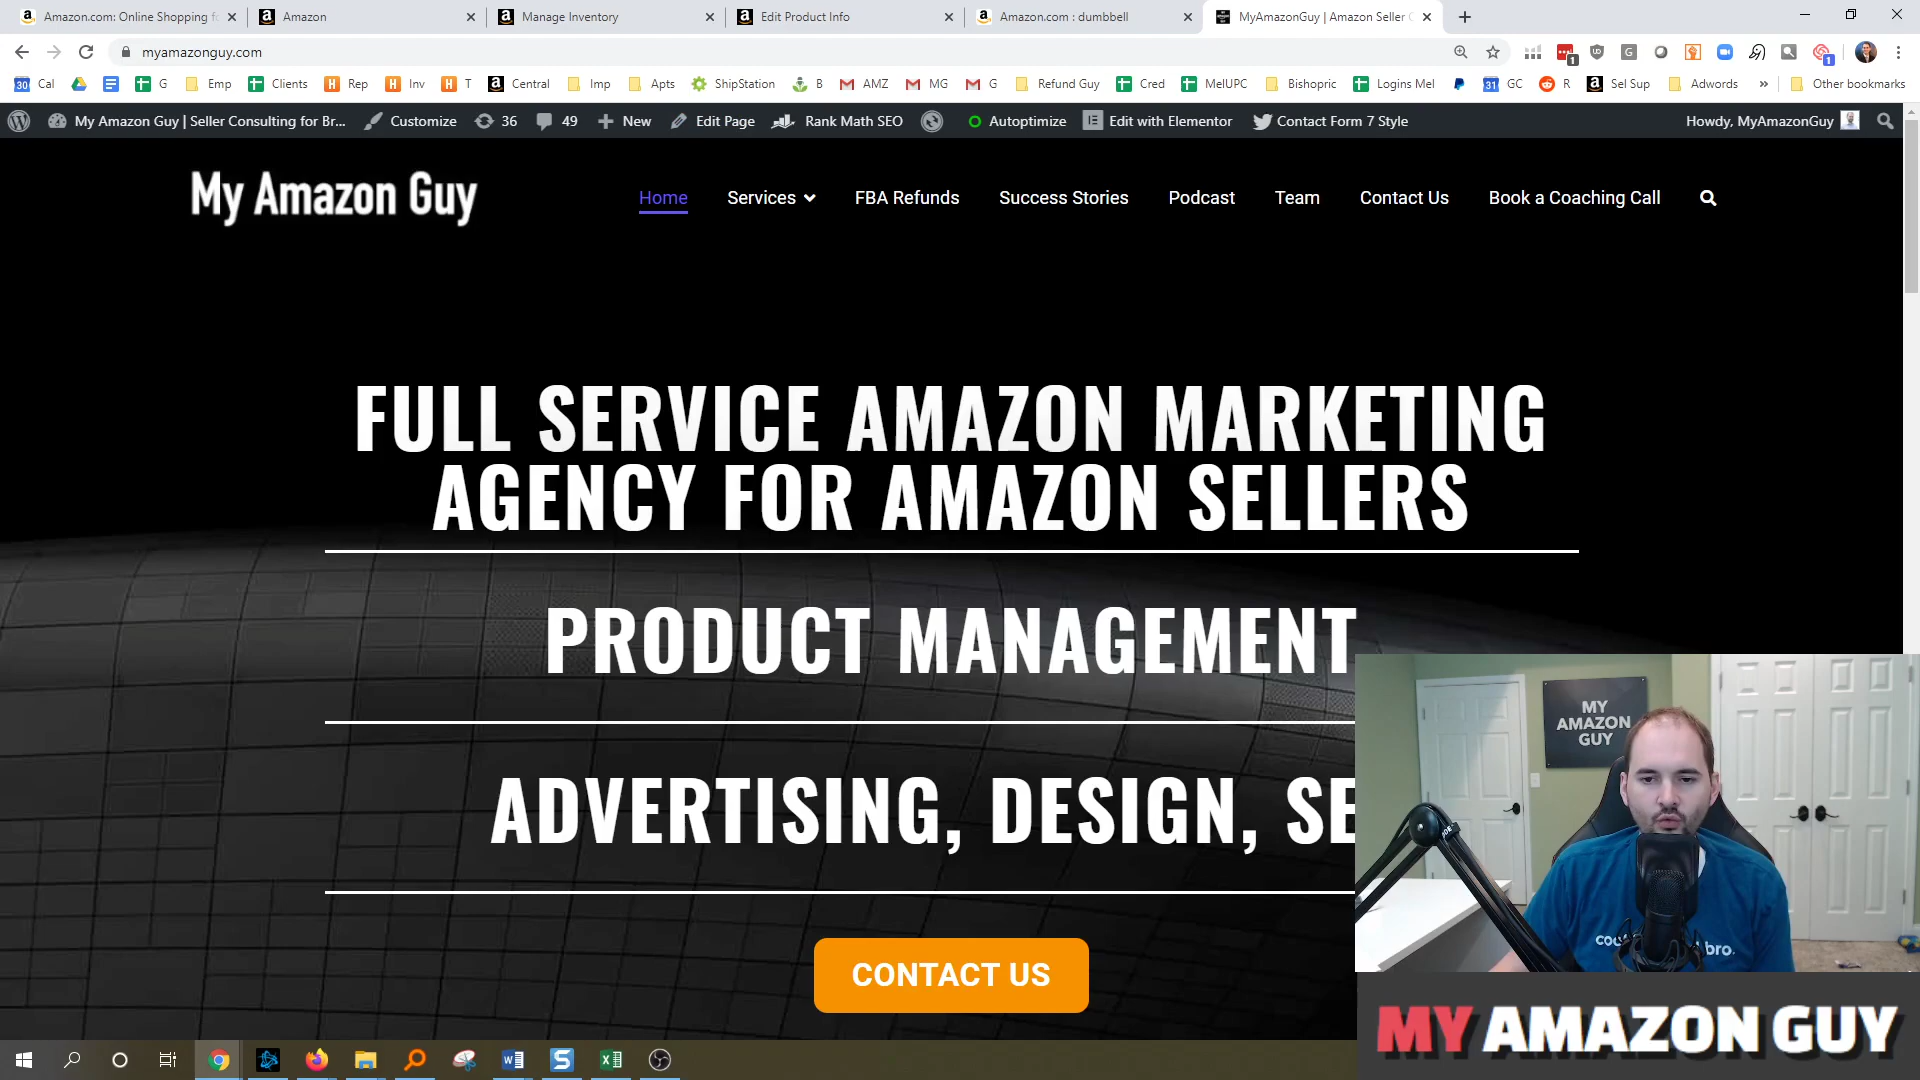 Amazon.com: Online Shopping fo
Amazon
Manage Inventory
Edit Product Info
Amazon.com : dumbbell
MyAmazonGuy | Amazon Seller C
myamazonguy.com
Cal
G
Emp
Clients
Rep
Inv
T
Central
Imp
Apts
ShipStation
B
AMZ
MG
G
Refund Guy
Cred
MelUPC
Bishopric
Logins Mel
GC
R
Sel Sup
Adwords
»
Other bookmarks
My Amazon Guy | Seller Consulting for Br...
Customize
36
49
New
Edit Page
Rank Math SEO
Autoptimize
Edit with Elementor
Contact Form 7 Style
Howdy, MyAmazonGuy
My Amazon Guy
Home
Services
FBA Refunds
Success Stories
Podcast
Team
Contact Us
Book a Coaching Call
FULL SERVICE AMAZON MARKETING
AGENCY FOR AMAZON SELLERS
PRODUCT MANAGEMENT
ADVERTISING, DESIGN, SE
CONTACT US
MY
AMAZON
GUY
bro.
MY AMAZON GUY